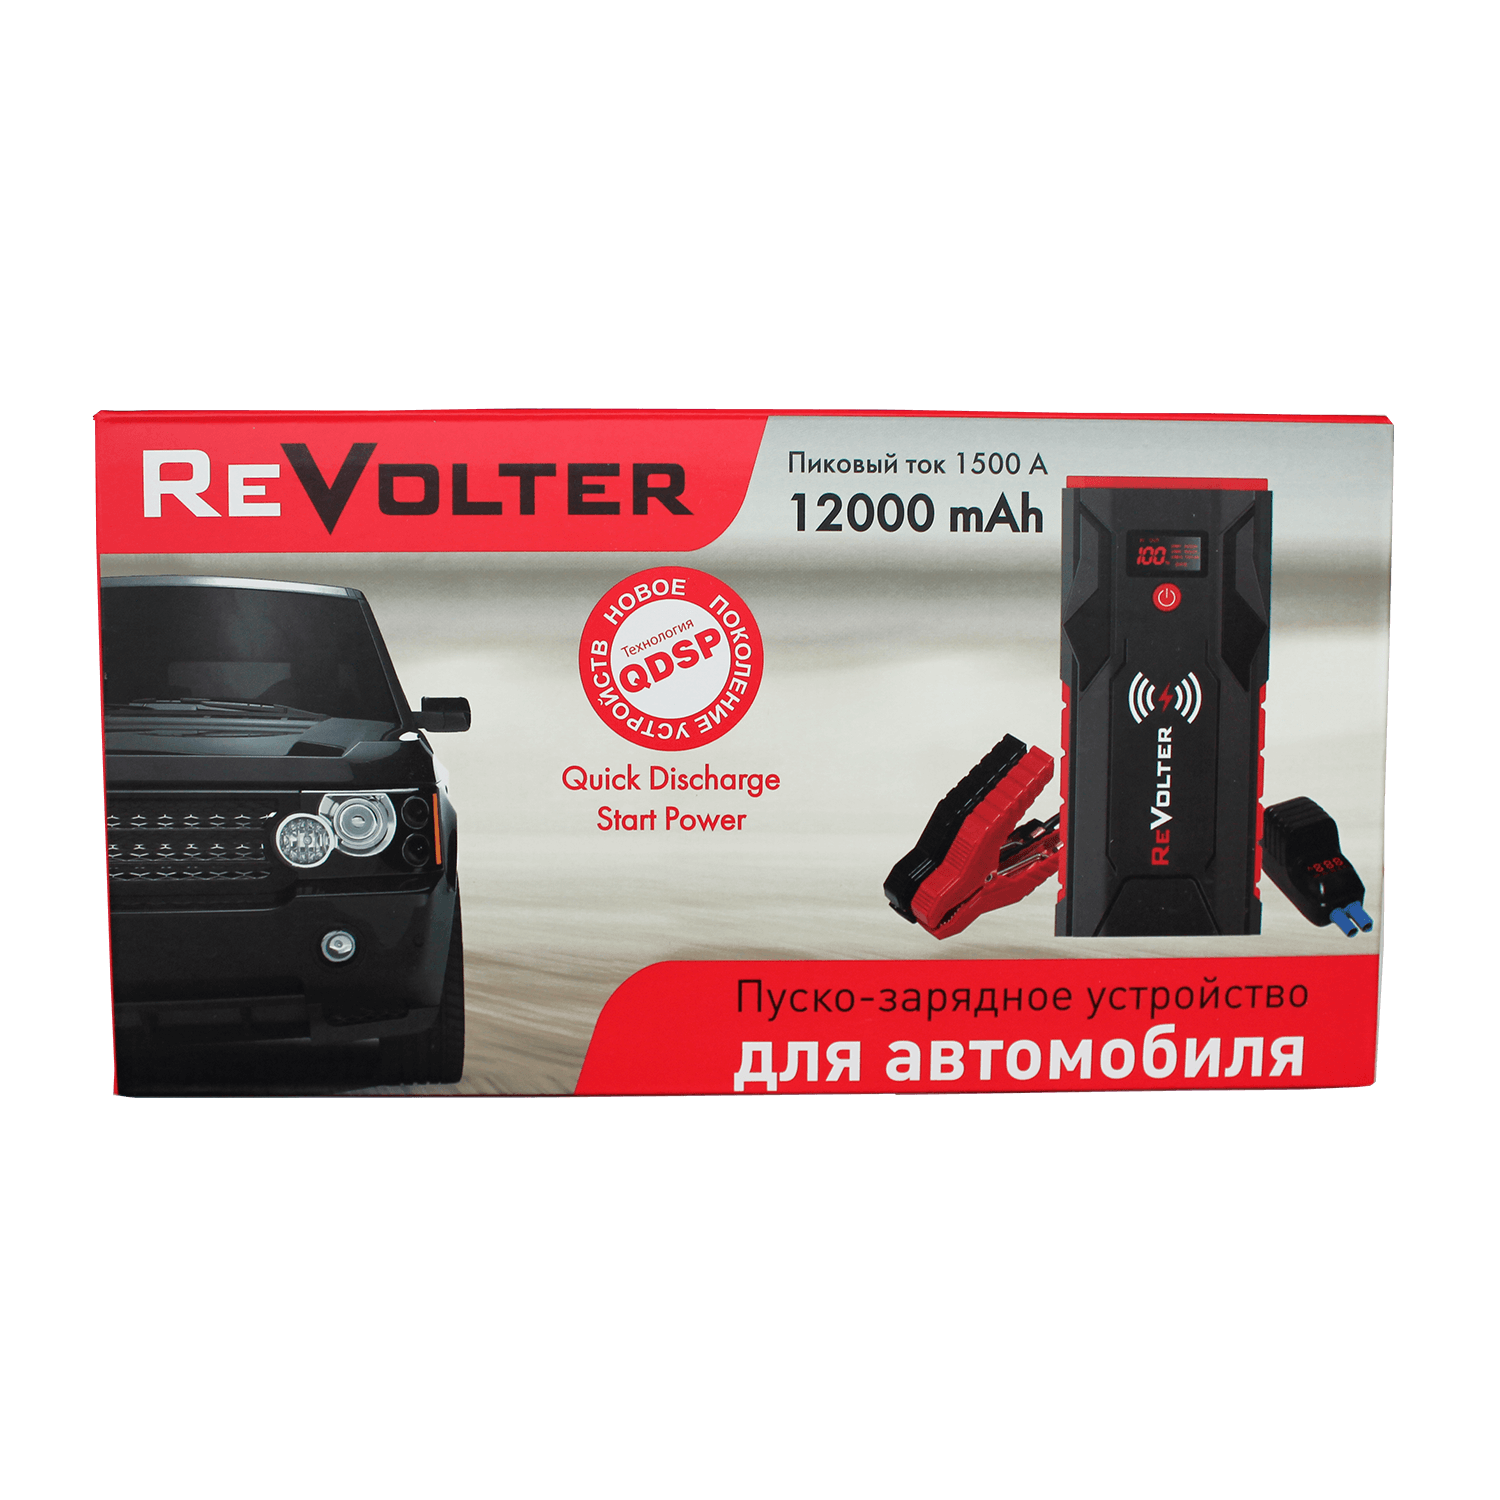 ReVolter
Пиковый ток 1500 А
12000 mAh
НОВОЕ ПОКОЛЕНИЕ УСТРОЙСТВ
Технология
QDSP
Quick Discharge
Start Power
100
ReVolter
Пуско-зарядное устройство
для автомобиля